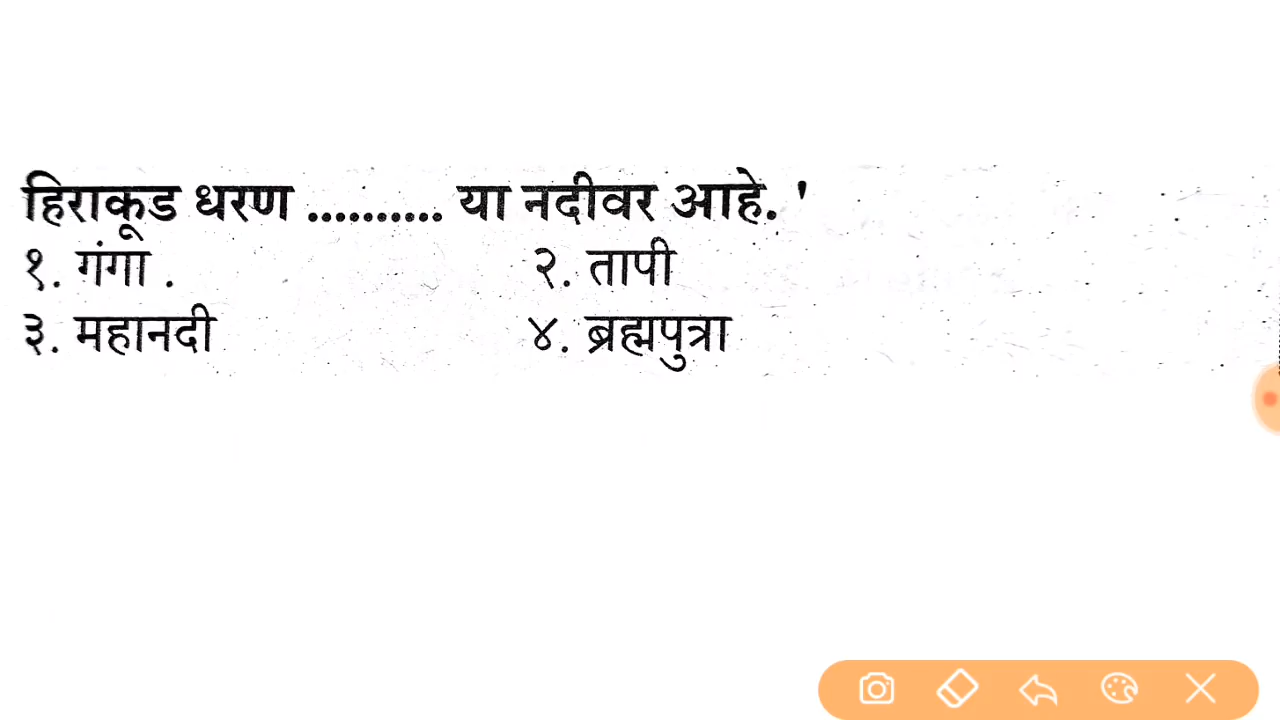 हिराकूड धरण .......... या नदीवर आहे. '
१. गंगा . २. तापी
३. महानदी ४. ब्रह्मपुत्रा